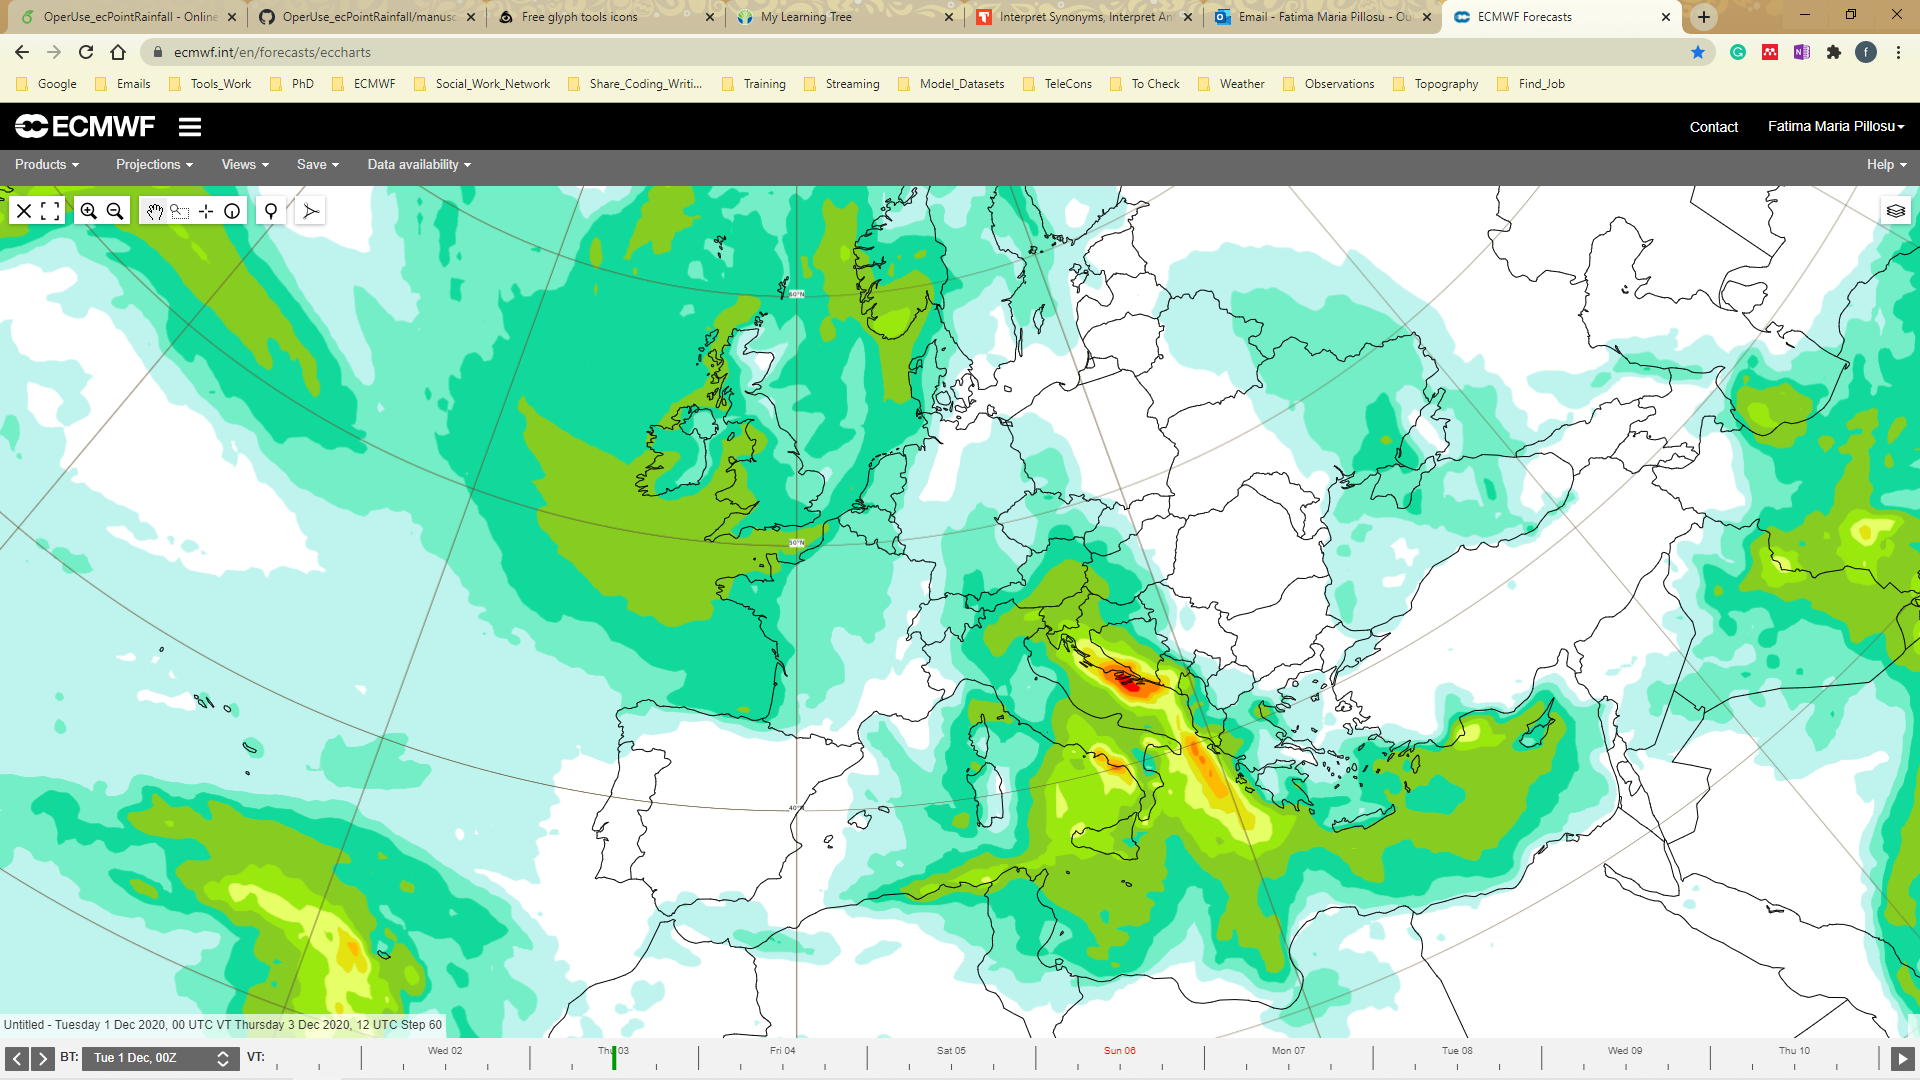 OperUse_ecPointRainfall - Online
OperUse_ecPointRainfall/manusc
Free glyph tools icons
My Learning Tree
Interpret Synonyms, Interpret An
Email - Fatima Maria Pillosu - Ou
ECMWF Forecasts
ecmwf.int/en/forecasts/eccharts
f
Google Emails Tools_Work PhD ECMWF Social_Work_Network Share_Coding_Writi... Training Streaming Model_Datasets TeleCons To Check Weather Observations Topography Find_Job
ECMWF
Contact Fatima Maria Pillosu
Products Projections Views Save Data availability Help
60°N
50°N
40°N
Untitled - Tuesday 1 Dec 2020, 00 UTC VT Thursday 3 Dec 2020, 12 UTC Step 60
BT: Tue 1 Dec, 00Z VT: Wed 02 Thu 03 Fri 04 Sat 05 Sun 06 Mon 07 Tue 08 Wed 09 Thu 10